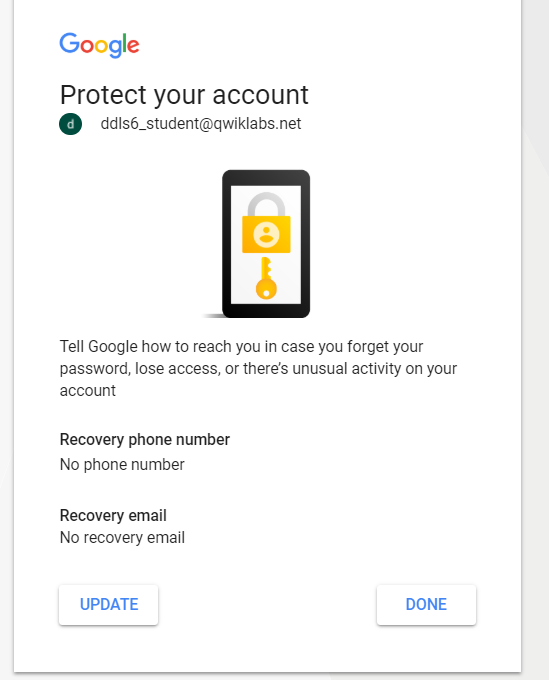 Google
Protect your account
d ddls6_student@qwiklabs.net
Tell Google how to reach you in case you forget your
password, lose access, or there's unusual activity on your
account
Recovery phone number
No phone number
Recovery email
No recovery email
UPDATE DONE